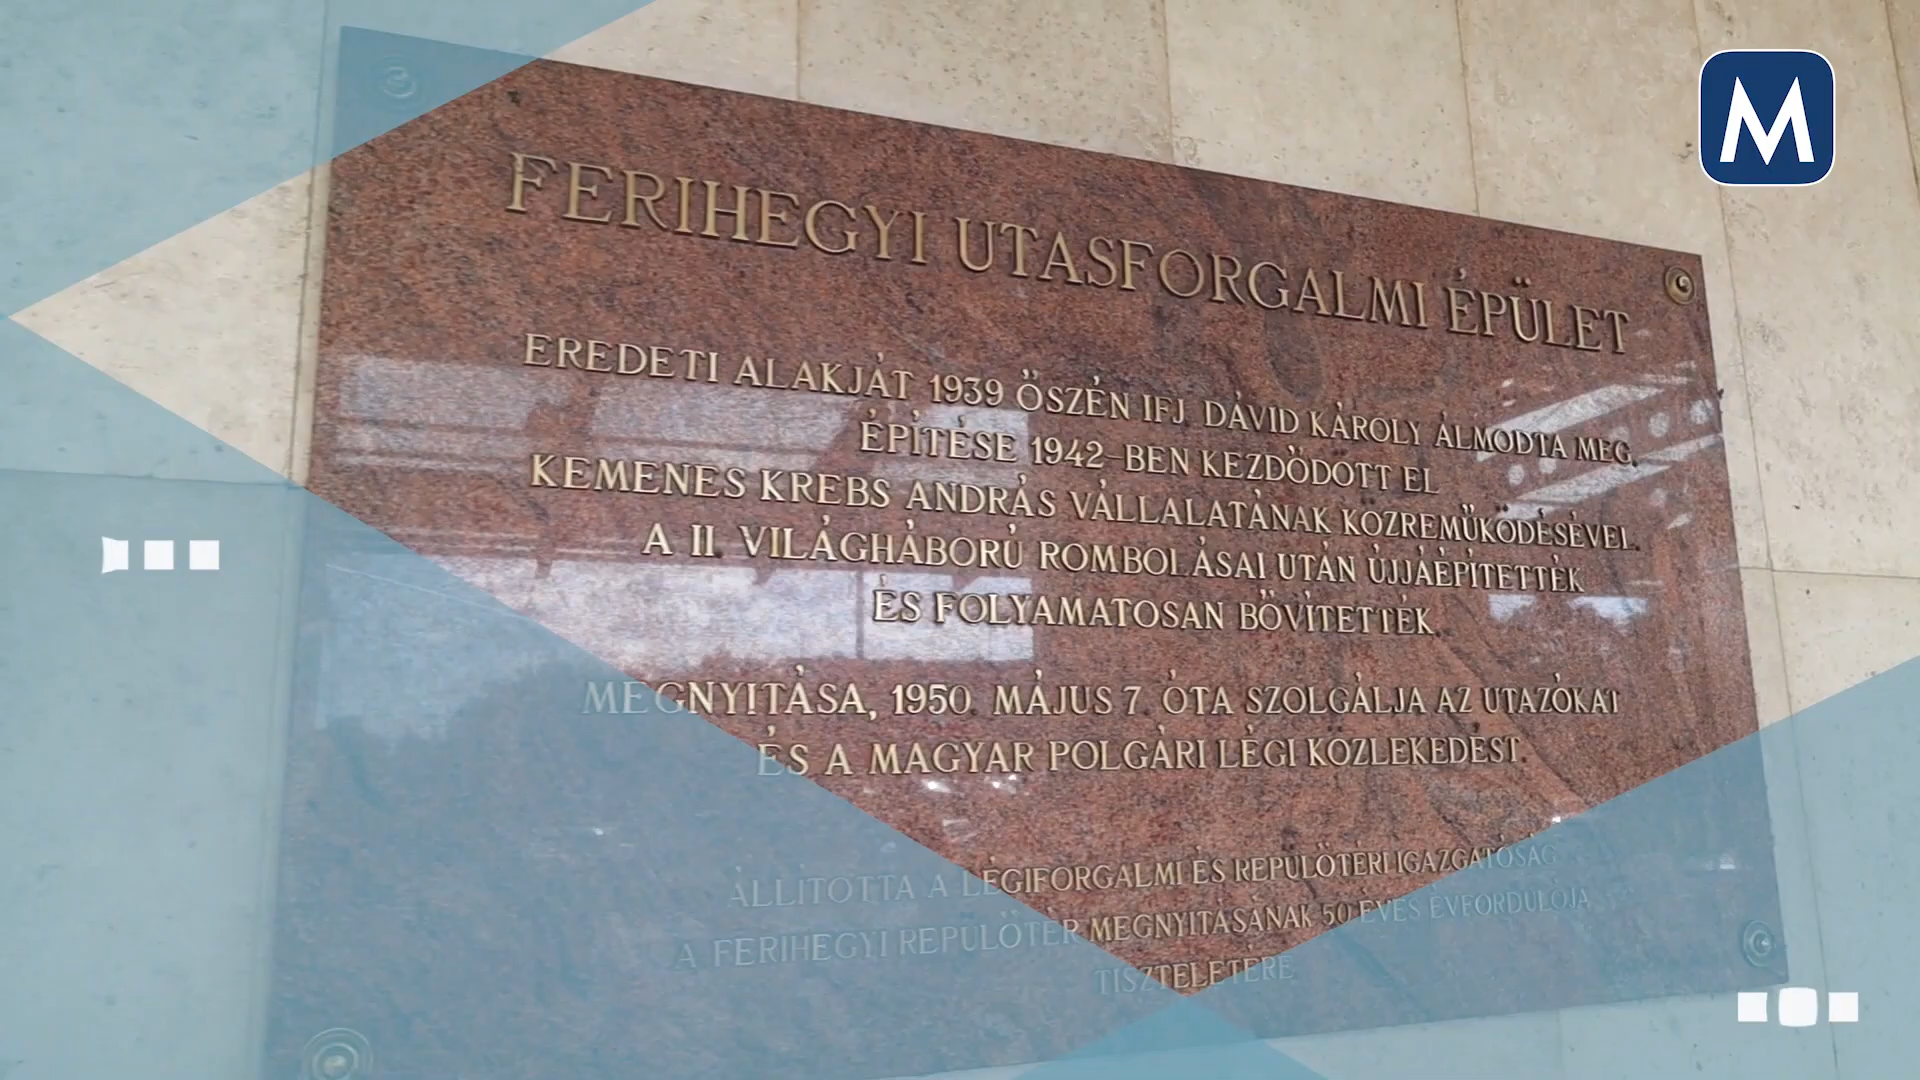 M
FERIHEGYI UTASFORGALMI ÉPÜLET
EREDETI ALAKJÁT 1939 ŐSZÉN IFJ. DÁVID KÁROLY ÁLMODTA MEG.
ÉPÍTÉSE 1942-BEN KEZDŐDÖTT EL
KEMENES KREBS ANDRÁS VÁLLALATÁNAK KÖZREMŰKÖDÉSÉVEL.
A II. VILÁGHÁBORÚ ROMBOLÁSAI UTÁN ÚJJÁÉPÍTETTÉK
ÉS FOLYAMATOSAN BŐVÍTETTÉK.
MEGNYITÁSA, 1950. MÁJUS 7. ÓTA SZOLGÁLJA AZ UTAZÓKAT
ÉS A MAGYAR POLGÁRI LÉGI KÖZLEKEDÉST.
ÁLLÍTOTTA A LÉGIFORGALMI ÉS REPÜLŐTÉRI IGAZGATÓSÁG
A FERIHEGYI REPÜLŐTÉR MEGNYITÁSÁNAK 50 ÉVES ÉVFORDULÓJA
TISZTELETÉRE